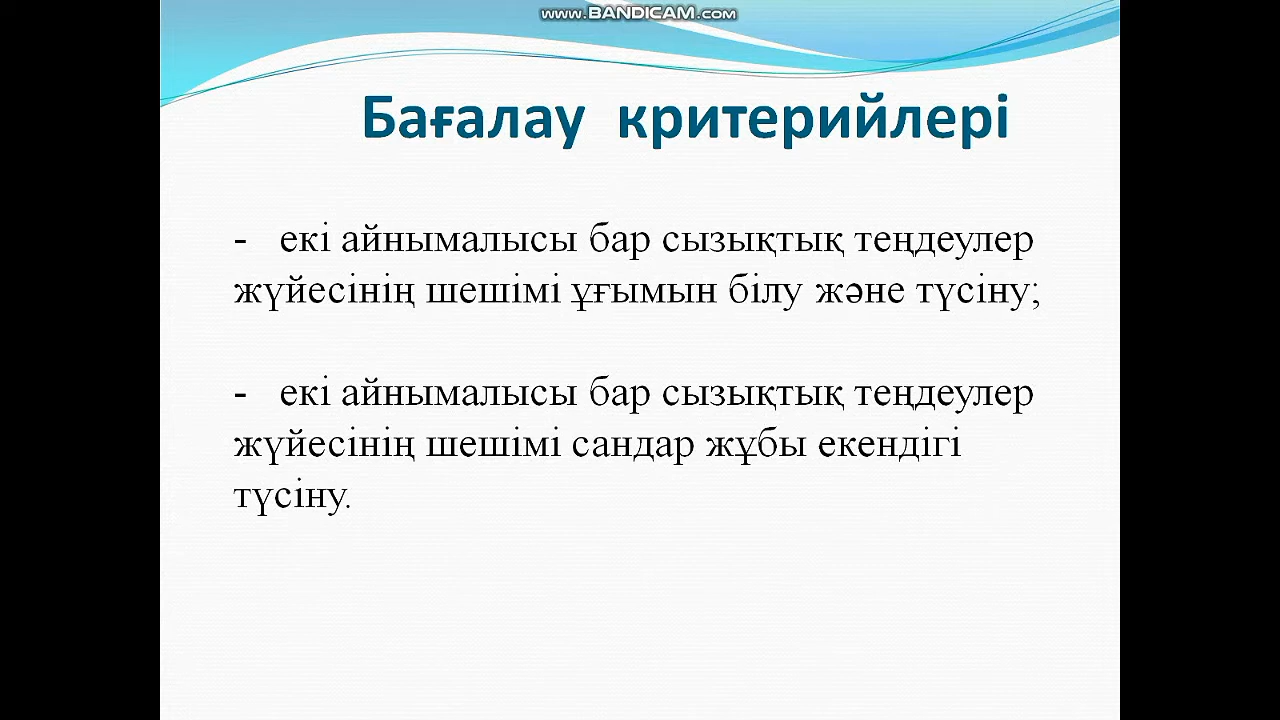 www.BANDICAM.com
Бағалау критерийлері
- екі айнымалысы бар сызықтық теңдеулер
жүйесінің шешімі ұғымын білу және түсіну;
- екі айнымалысы бар сызықтық теңдеулер
жүйесінің шешімі сандар жұбы екендігі
түсіну.